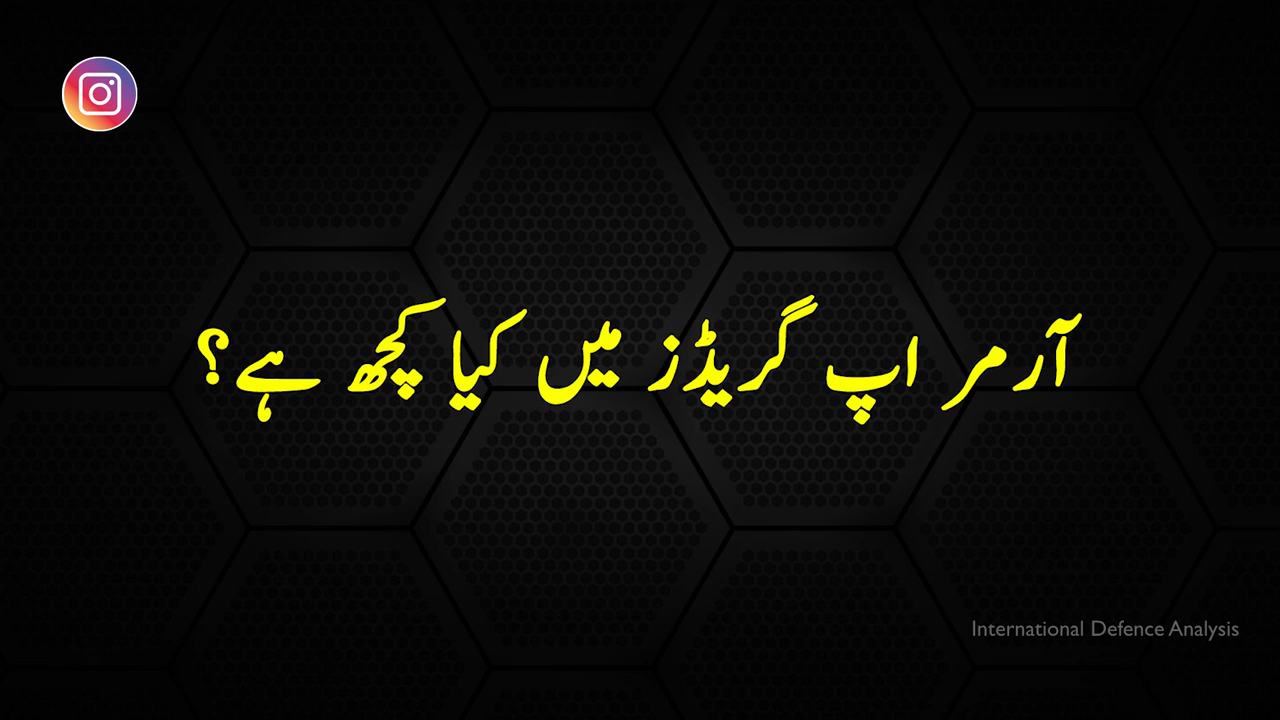 آرمر اپ گریڈز میں کیا کچھ ہے؟
International Defence Analysis